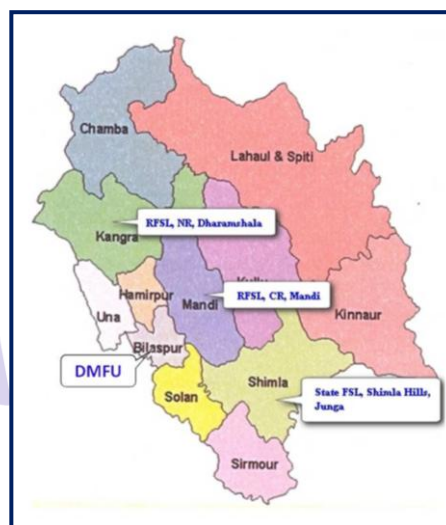 Chamba
Lahaul & Spiti
RFSL, NR, Dharamshala
Kangra
RFSL, CR, Mandi
Hamirpur
Mandi
Kinnaur
Una
Bilaspur
DMFU
Shimla
State FSL, Shimla Hills,
Junga
Solan
Sirmour